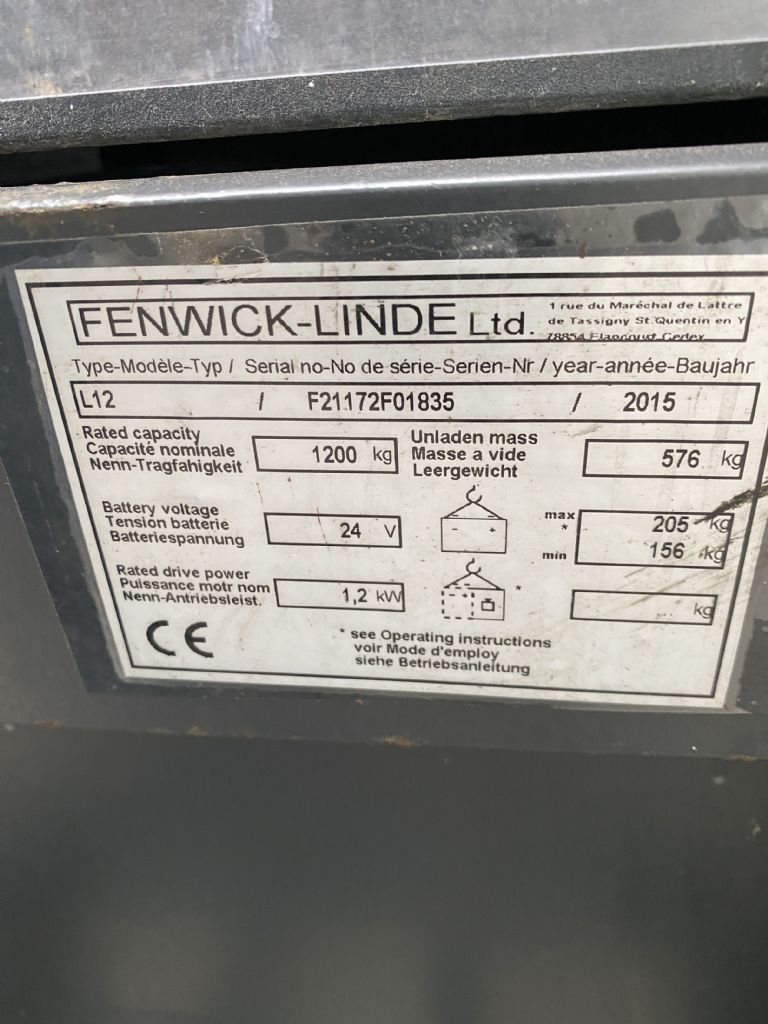 FENWICK-LINDE Ltd.
1 rue du Maréchal de Lattre
de Tassigny St.Quentin en Y
78854
Type-Modèle-Typ / Serial no-No de série-Serien-Nr / year-année-Baujahr
L12 / F21172F01835 / 2015
Rated capacity
Capacité nominale
Nenn-Tragfahigkeit
1200 kg
Unladen mass
Masse a vide
Leergewicht
576 kg
Battery voltage
Tension batterie
Batteriespannung
24 V
- +
max
*
min
205 kg
156 kg
Rated drive power
Puissance motr nom
Nenn-Antriebsleist.
1,2 kW
- +
*
kg
CE
* see Operating instructions
voir Mode d'employ
siehe Betriebsanleitung